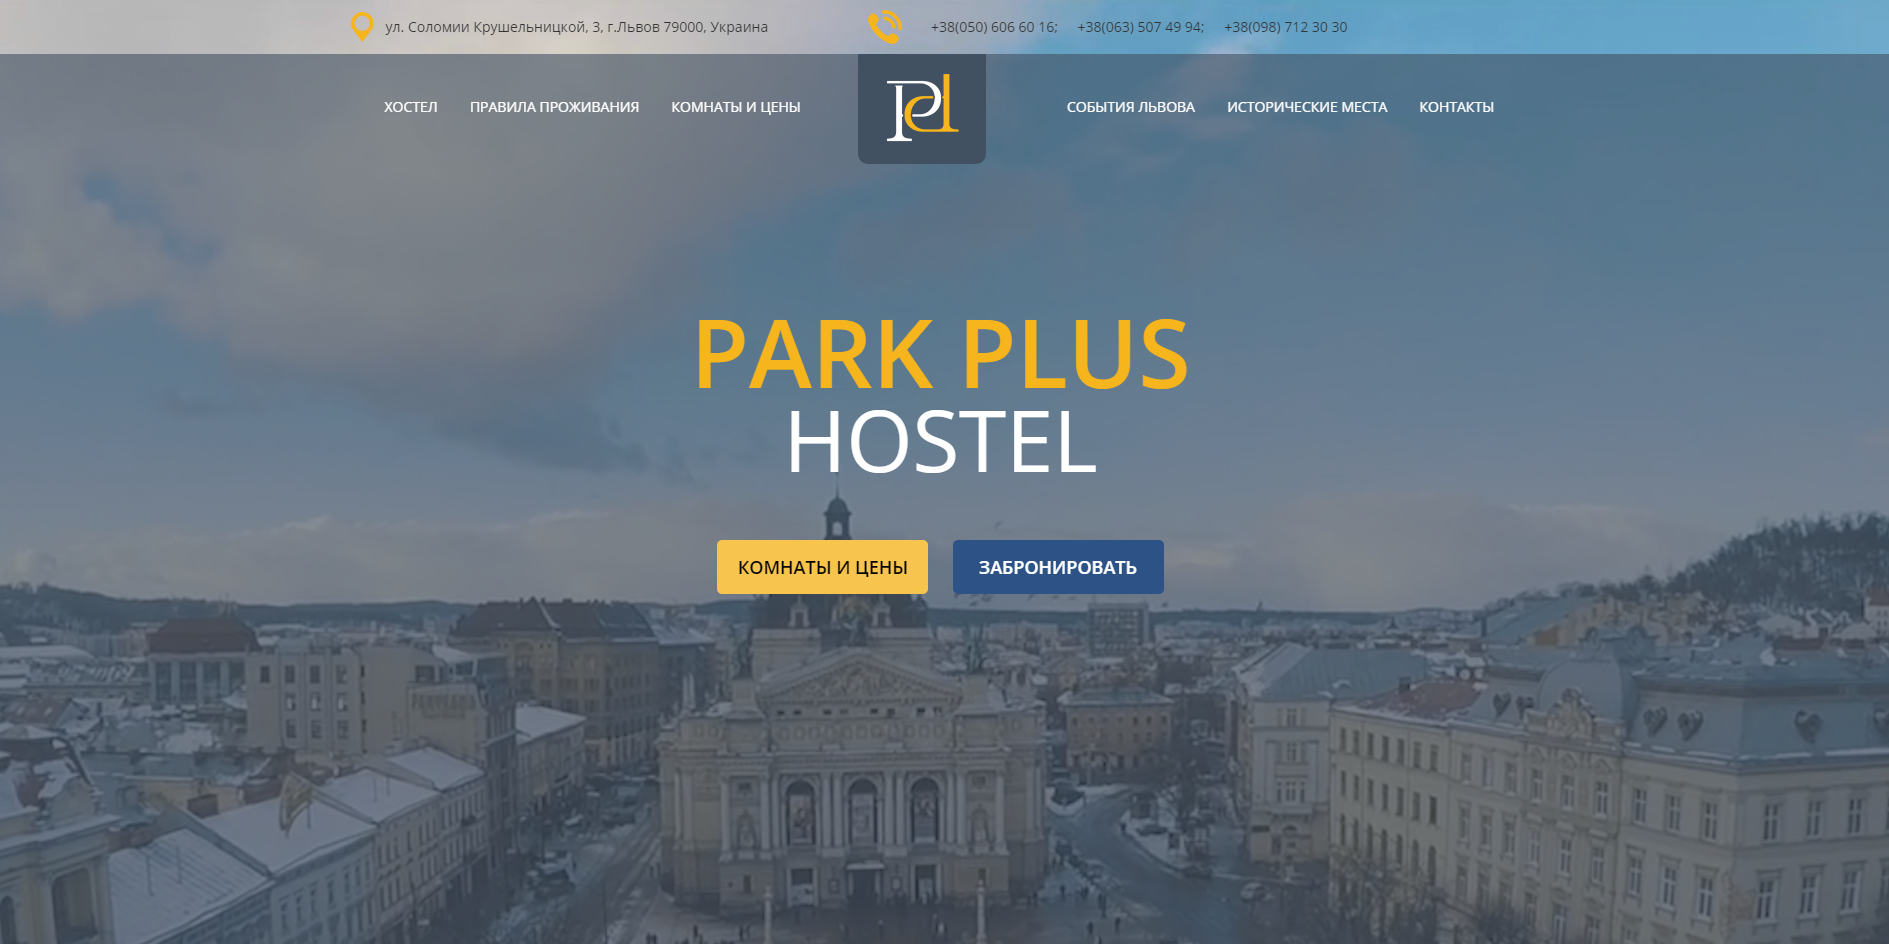 ул. Соломии Крушельницкой, 3, г.Львов 79000, Украина
+38(050) 606 60 16; +38(063) 507 49 94; +38(098) 712 30 30
ХОСТЕЛ ПРАВИЛА ПРОЖИВАНИЯ КОМНАТЫ И ЦЕНЫ СОБЫТИЯ ЛЬВОВА ИСТОРИЧЕСКИЕ МЕСТА КОНТАКТЫ
PARK PLUS
HOSTEL
КОМНАТЫ И ЦЕНЫ ЗАБРОНИРОВАТЬ